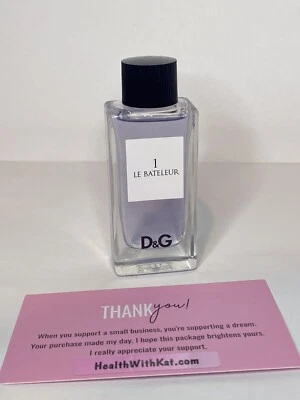 1
LE BATELEUR
D&G
THANK you!
When you support a small business, you're supporting a dream.
Your purchase made my day, I hope this package brightens yours.
I really appreciate your support.
HealthWithKat.com